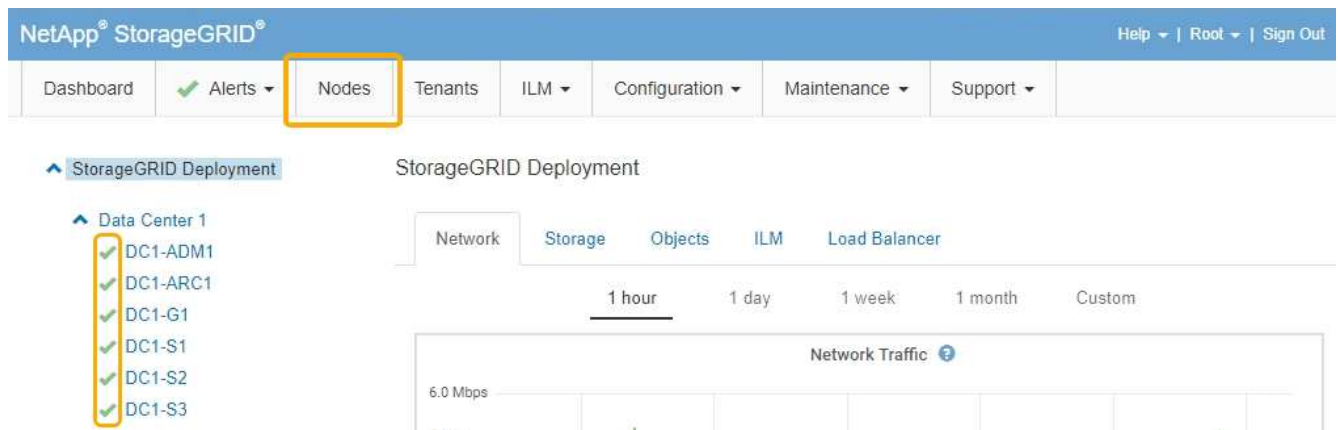 NetApp® StorageGRID®
Help | Root | Sign Out
Dashboard Alerts Nodes Tenants ILM Configuration Maintenance Support
StorageGRID Deployment
Data Center 1
DC1-ADM1
DC1-ARC1
DC1-G1
DC1-S1
DC1-S2
DC1-S3
StorageGRID Deployment
Network Storage Objects ILM Load Balancer
1 hour 1 day 1 week 1 month Custom
Network Traffic ?
6.0 Mbps